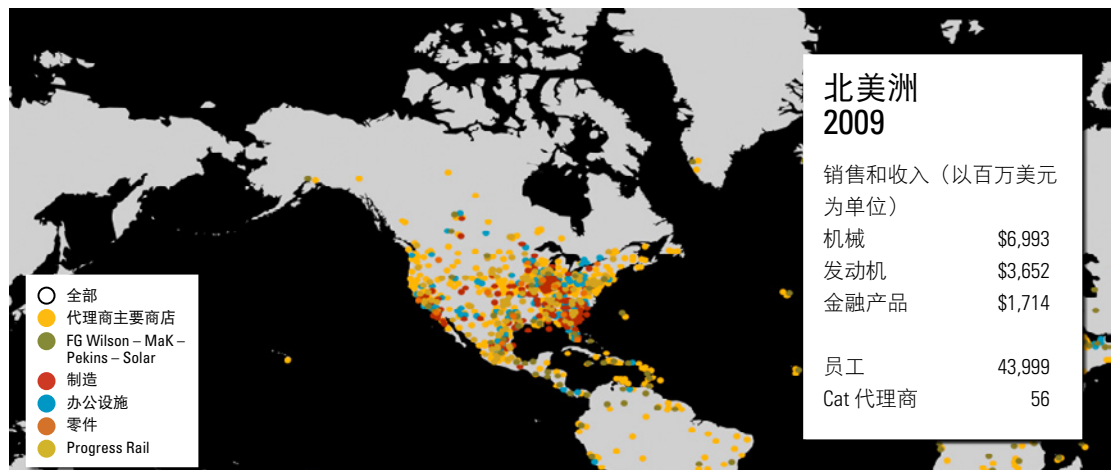 北美洲
2009
销售和收入（以百万美元
为单位）
机械 $6,993
发动机 $3,652
金融产品 $1,714
员工 43,999
Cat 代理商 56
全部
代理商主要商店
FG Wilson – MaK –
Pekins – Solar
制造
办公设施
零件
Progress Rail